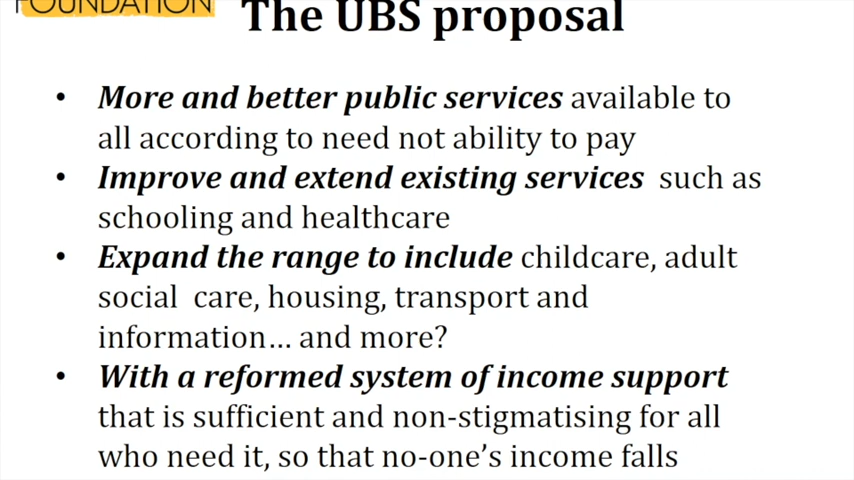 FOUNDATION
The UBS proposal
• More and better public services available to
all according to need not ability to pay
• Improve and extend existing services such as
schooling and healthcare
• Expand the range to include childcare, adult
social care, housing, transport and
information... and more?
• With a reformed system of income support
that is sufficient and non-stigmatising for all
who need it, so that no-one's income falls